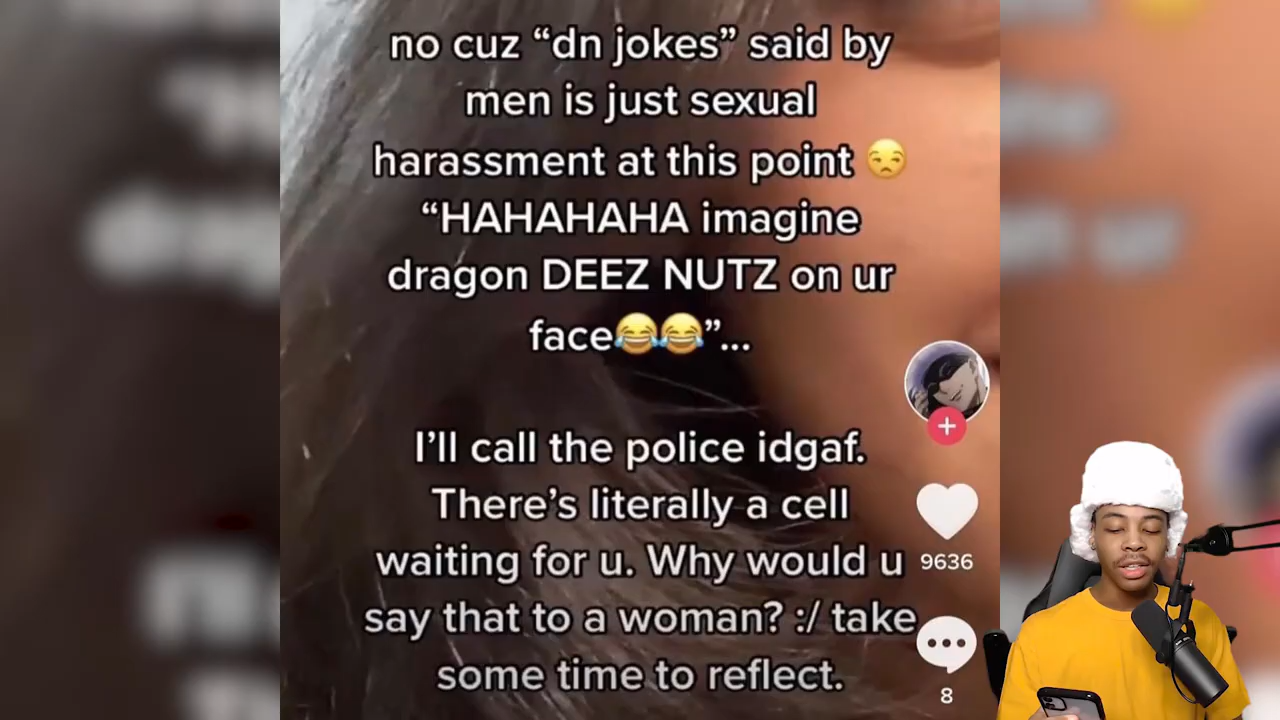 no cuz “dn jokes” said by
men is just sexual
harassment at this point 😒
“HAHAHAHA imagine
dragon DEEZ NUTZ on ur
face😂😂”...
I’ll call the police idgaf.
There’s literally a cell
waiting for u. Why would u
say that to a woman? :/ take
some time to reflect.
9636
8